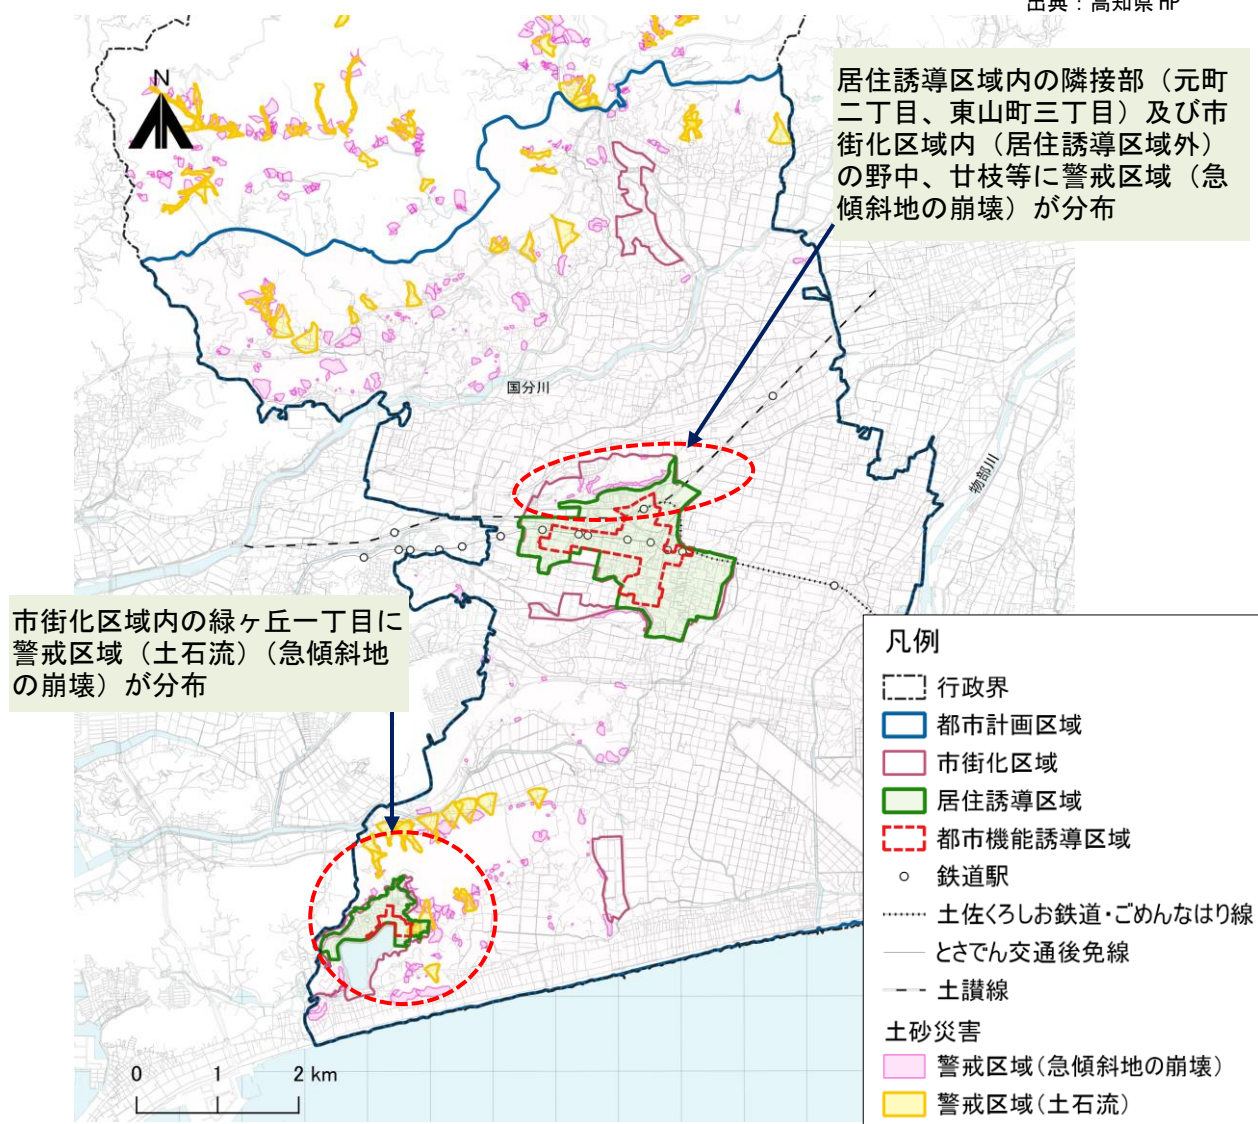 出典：高知県 HP
居住誘導区域内の隣接部（元町
二丁目、東山町三丁目）及び市
街化区域内（居住誘導区域外）
の野中、廿枝等に警戒区域（急
傾斜地の崩壊）が分布
N
国分川
物部川
市街化区域内の緑ヶ丘一丁目に
警戒区域（土石流）（急傾斜地
の崩壊）が分布
凡例
行政界
都市計画区域
市街化区域
居住誘導区域
都市機能誘導区域
鉄道駅
土佐くろしお鉄道・ごめんなはり線
とさでん交通後免線
土讃線
土砂災害
警戒区域（急傾斜地の崩壊）
警戒区域（土石流）
0 1 2 km